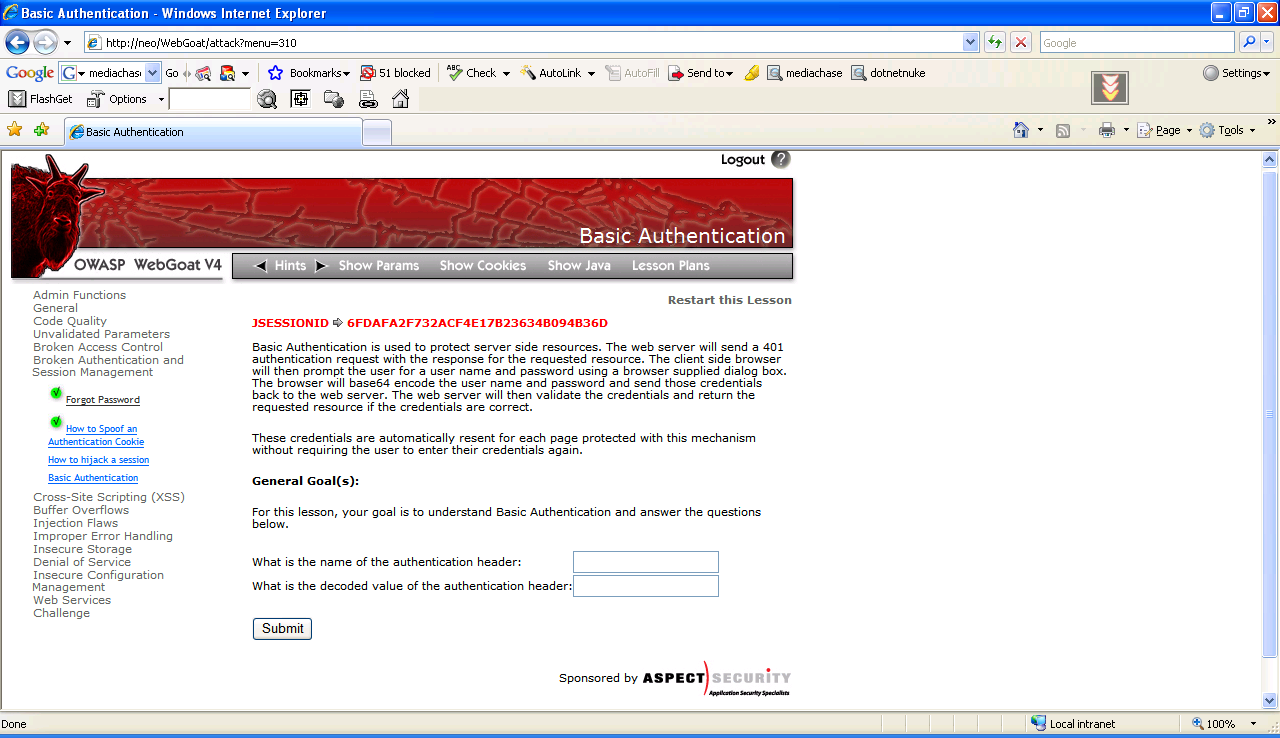 Basic Authentication - Windows Internet Explorer
http://neo/WebGoat/attack?menu=310
Google
Google G mediachas Go Bookmarks 51 blocked ABC Check AutoLink AutoFill Send to mediachase dotnetnuke Settings
FlashGet Options
Basic Authentication
Page Tools »
Logout ?
Basic Authentication
OWASP WebGoat V4
Hints Show Params Show Cookies Show Java Lesson Plans
Admin Functions
General
Code Quality
Unvalidated Parameters
Broken Access Control
Broken Authentication and
Session Management
Forgot Password
How to Spoof an
Authentication Cookie
How to hijack a session
Basic Authentication
Cross-Site Scripting (XSS)
Buffer Overflows
Injection Flaws
Improper Error Handling
Insecure Storage
Denial of Service
Insecure Configuration
Management
Web Services
Challenge
Restart this Lesson
JSESSIONID ⇨ 6FDAFA2F732ACF4E17B23634B094B36D
Basic Authentication is used to protect server side resources. The web server will send a 401
authentication request with the response for the requested resource. The client side browser
will then prompt the user for a user name and password using a browser supplied dialog box.
The browser will base64 encode the user name and password and send those credentials
back to the web server. The web server will then validate the credentials and return the
requested resource if the credentials are correct.
These credentials are automatically resent for each page protected with this mechanism
without requiring the user to enter their credentials again.
General Goal(s):
For this lesson, your goal is to understand Basic Authentication and answer the questions
below.
What is the name of the authentication header:
What is the decoded value of the authentication header:
Submit
Sponsored by ASPECT SECURITY
Application Security Specialists
Done
Local intranet
100%